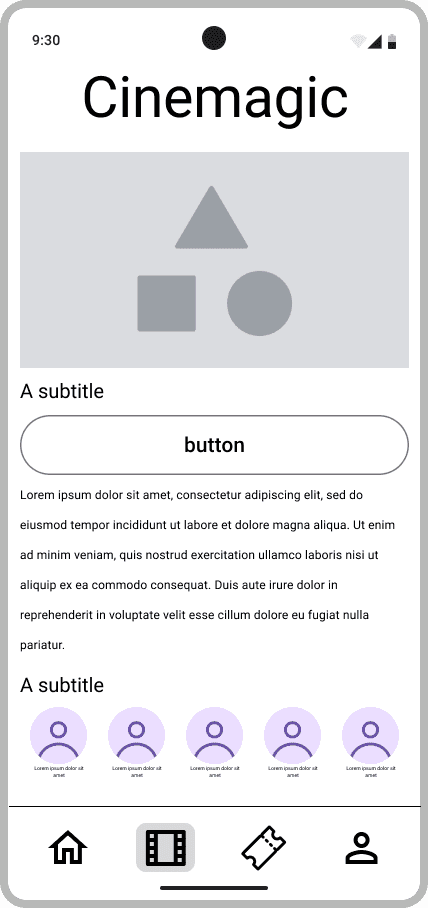 9:30
Cinemagic
A subtitle
button
Lorem ipsum dolor sit amet, consectetur adipiscing elit, sed do
eiusmod tempor incididunt ut labore et dolore magna aliqua. Ut enim
ad minim veniam, quis nostrud exercitation ullamco laboris nisi ut
aliquip ex ea commodo consequat. Duis aute irure dolor in
reprehenderit in voluptate velit esse cillum dolore eu fugiat nulla
pariatur.
A subtitle
Lorem ipsum dolor sit
amet
Lorem ipsum dolor sit
amet
Lorem ipsum dolor sit
amet
Lorem ipsum dolor sit
amet
Lorem ipsum dolor sit
amet